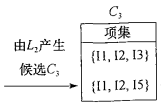 C₃
由L₂产生
候选C₃
项集
{I1, I2, I3}
{I1, I2, I5}